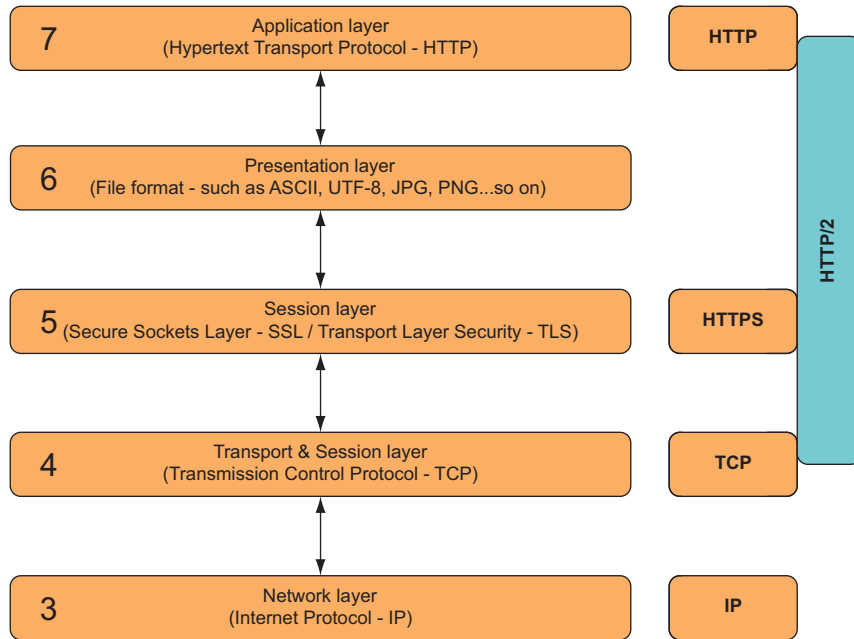 7
Application layer
(Hypertext Transport Protocol - HTTP)
HTTP
6
Presentation layer
(File format - such as ASCII, UTF-8, JPG, PNG...so on)
HTTP/2
5
Session layer
(Secure Sockets Layer - SSL / Transport Layer Security - TLS)
HTTPS
4
Transport & Session layer
(Transmission Control Protocol - TCP)
TCP
3
Network layer
(Internet Protocol - IP)
IP